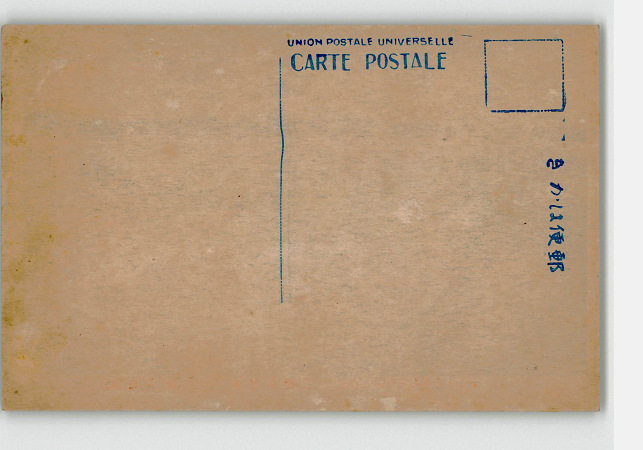 UNION POSTALE UNIVERSELLE
CARTE POSTALE
郵便はかき